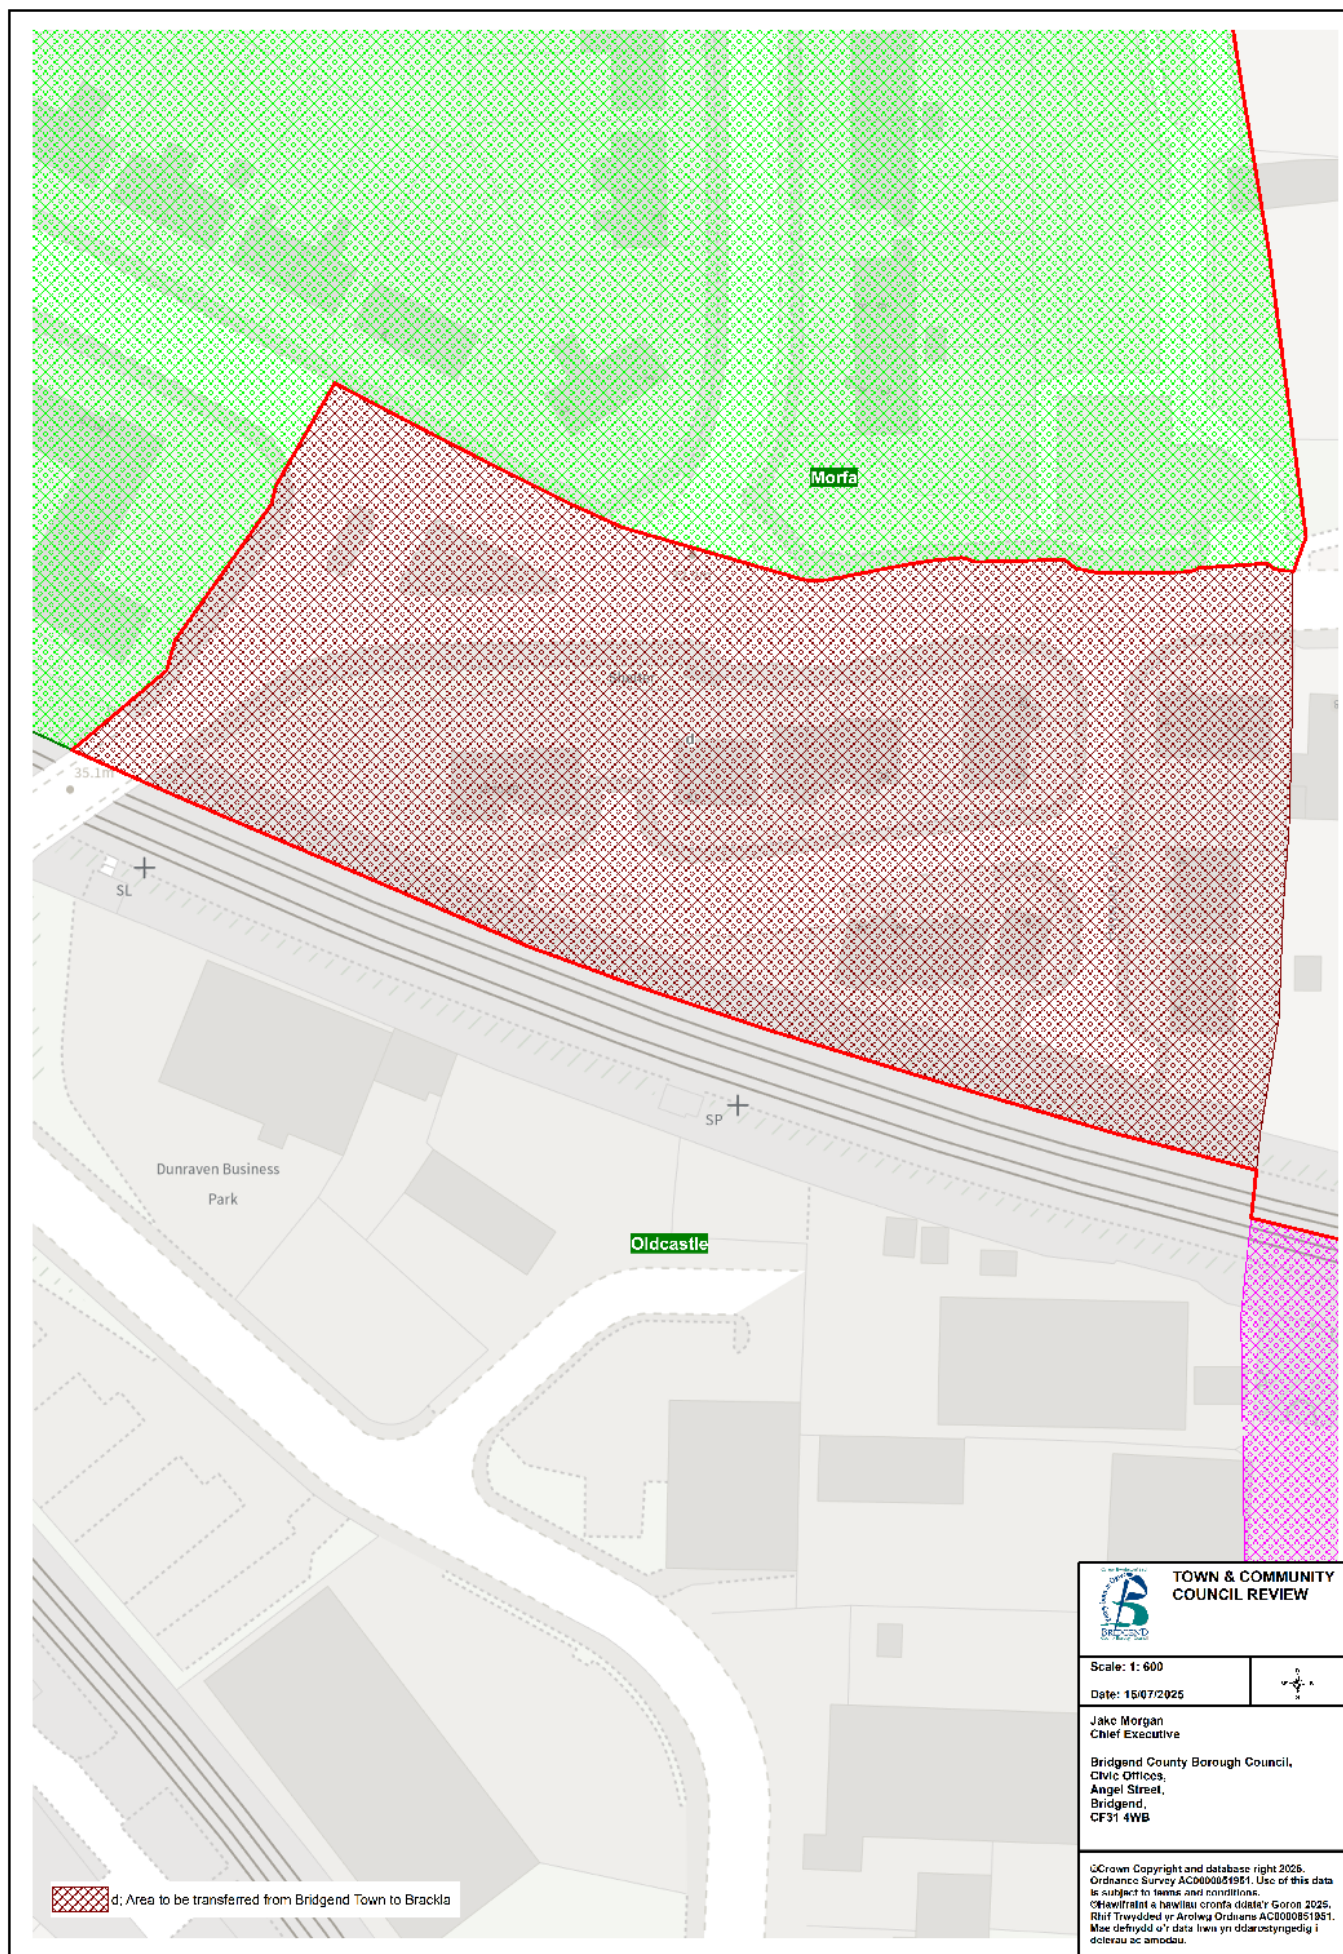 Morfa
Shelter
d
35.1m
SL
SP
Dunraven Business
Park
Oldcastle
TOWN & COMMUNITY
COUNCIL REVIEW
BRIDGEND
Scale: 1: 600
Date: 15/07/2025
Jake Morgan
Chief Executive
Bridgend County Borough Council,
Civic Offices,
Angel Street,
Bridgend,
CF31 4WB
©Crown Copyright and database right 2025.
Ordnance Survey AC0000851951. Use of this data
is subject to terms and conditions.
©Hawlfraint a hawliau cronfa ddata'r Goron 2025.
Rhif Trwydded yr Arolwg Ordnans AC0000851951.
Mae defnydd o'r data hwn yn ddarostyngedig i
delerau ac amodau.
d; Area to be transferred from Bridgend Town to Brackla